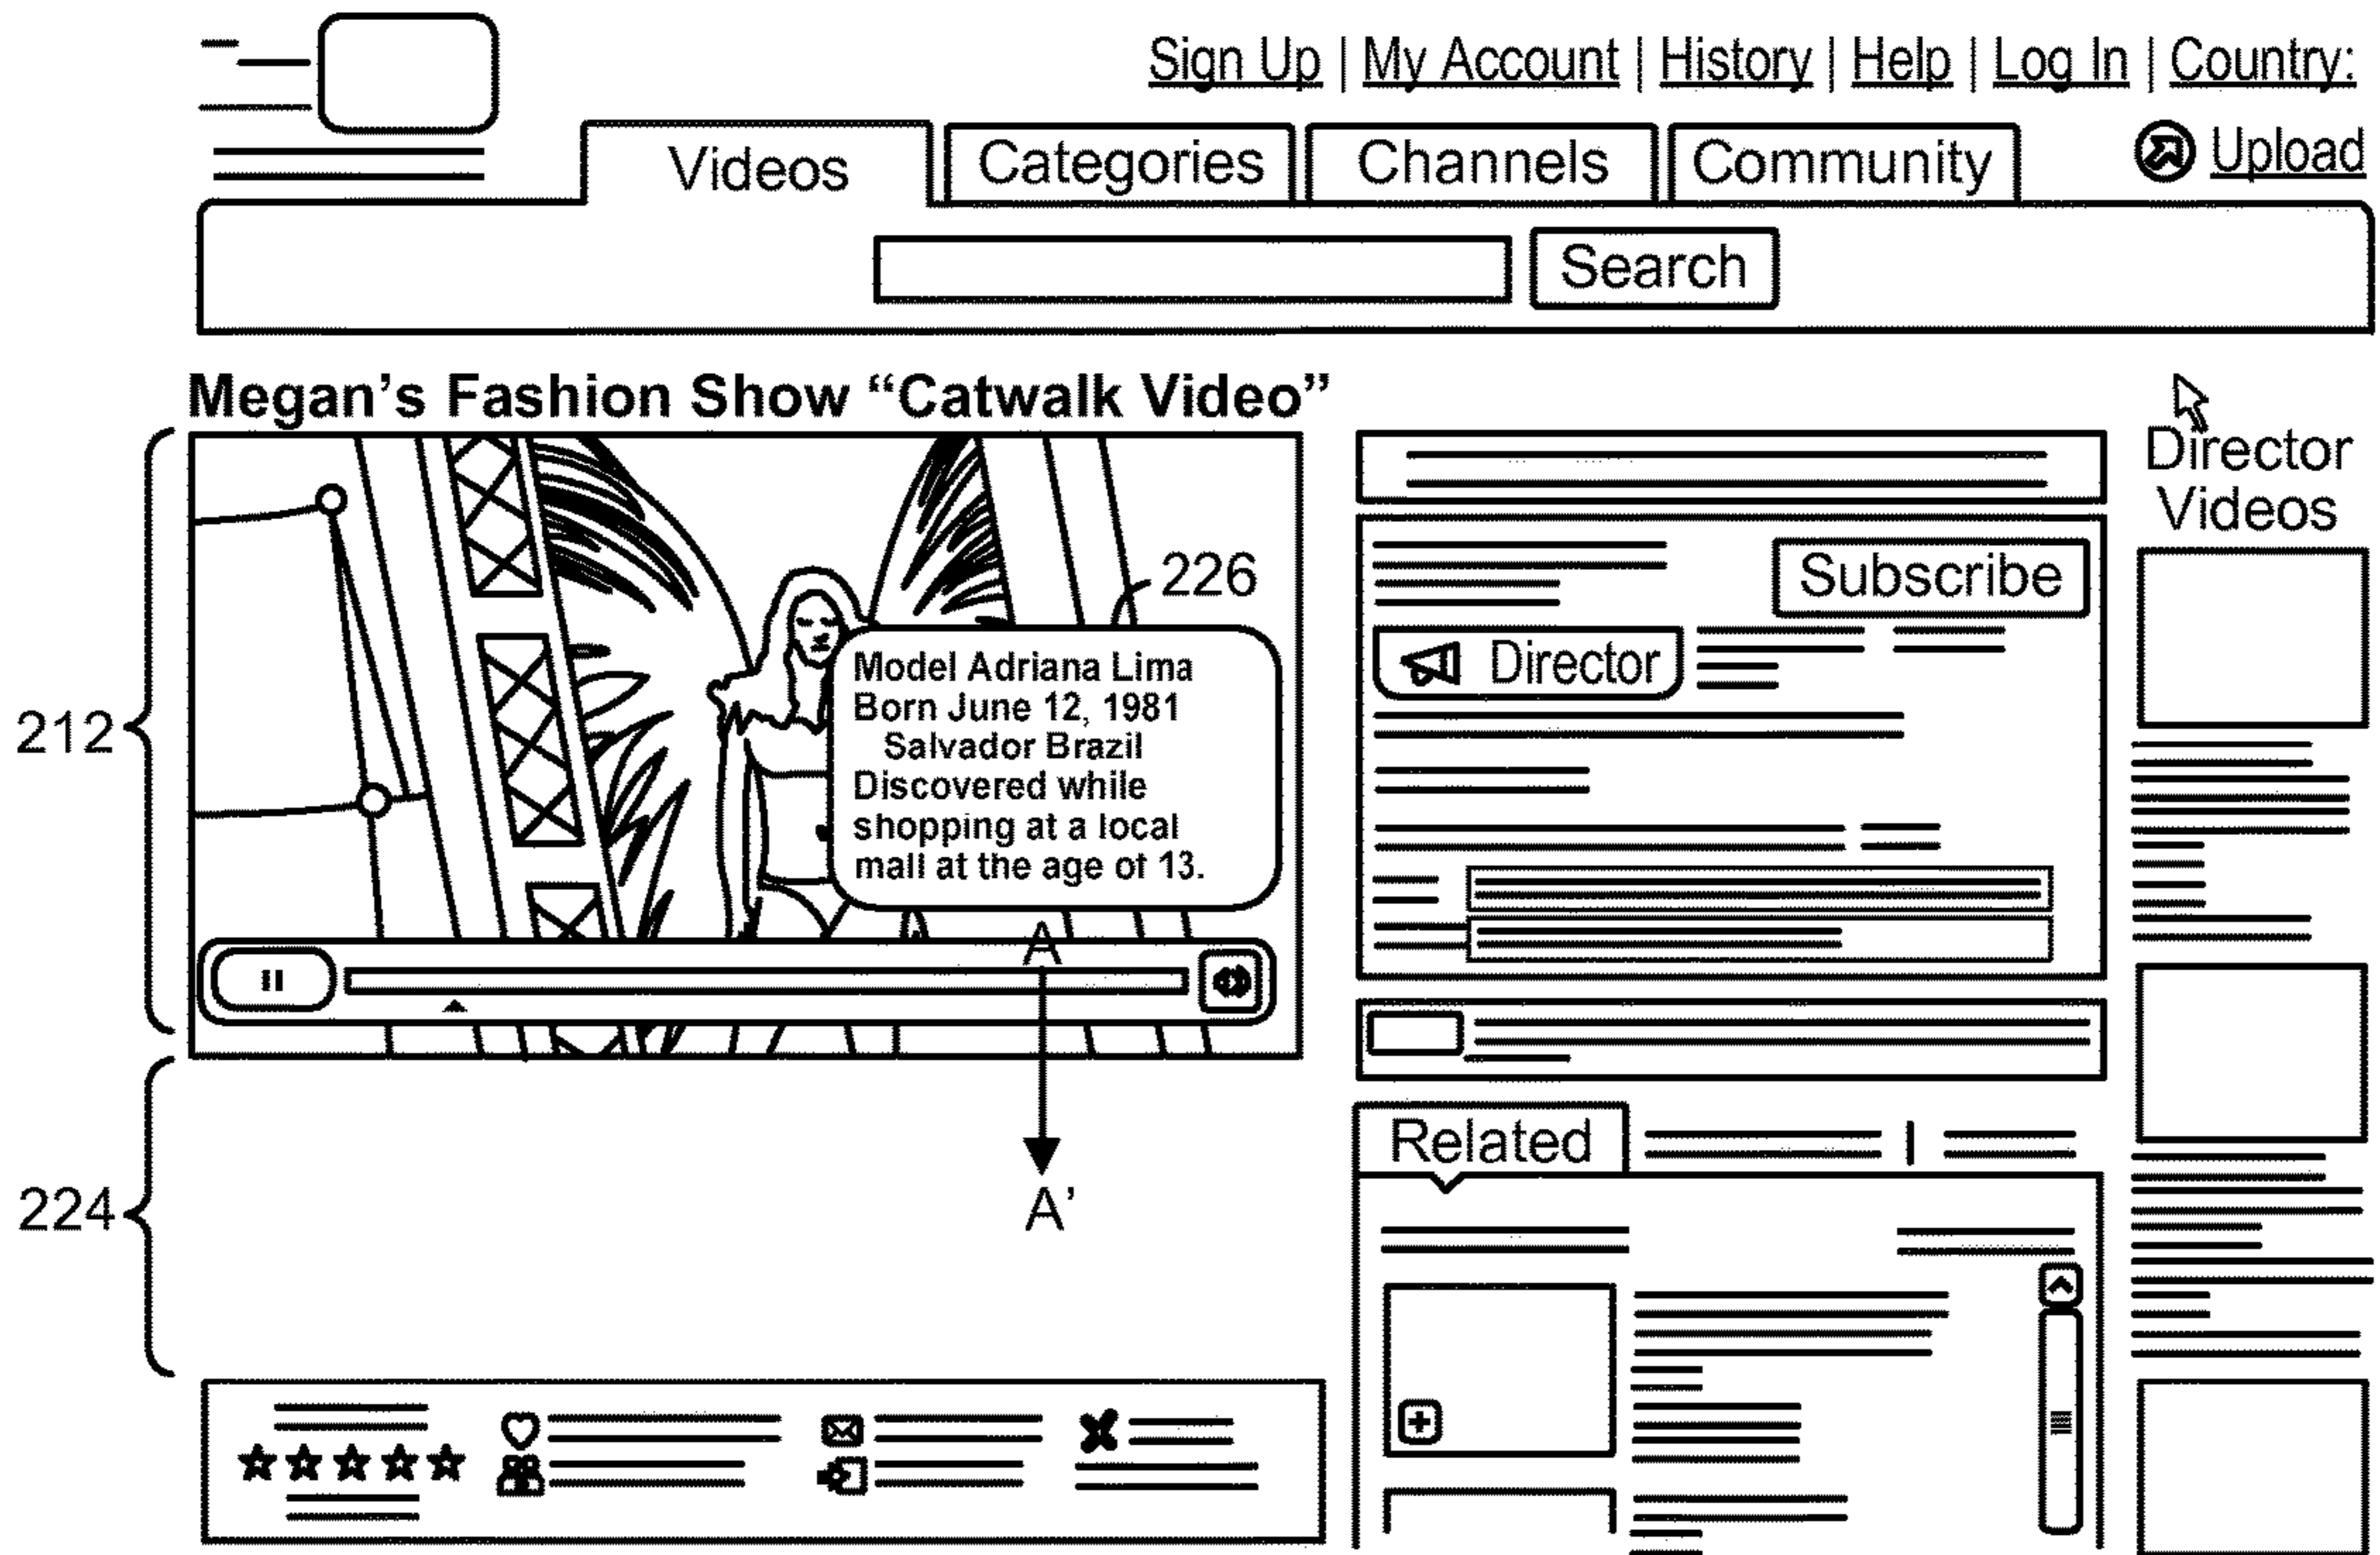 Sign Up | My Account | History | Help | Log In | Country:
Videos
Categories
Channels
Community
Upload
Search
Megan's Fashion Show “Catwalk Video”
Director
Videos
226
Subscribe
Director
Model Adriana Lima
Born June 12, 1981
Salvador Brazil
Discovered while
shopping at a local
mall at the age of 13.
212
A
A'
224
Related